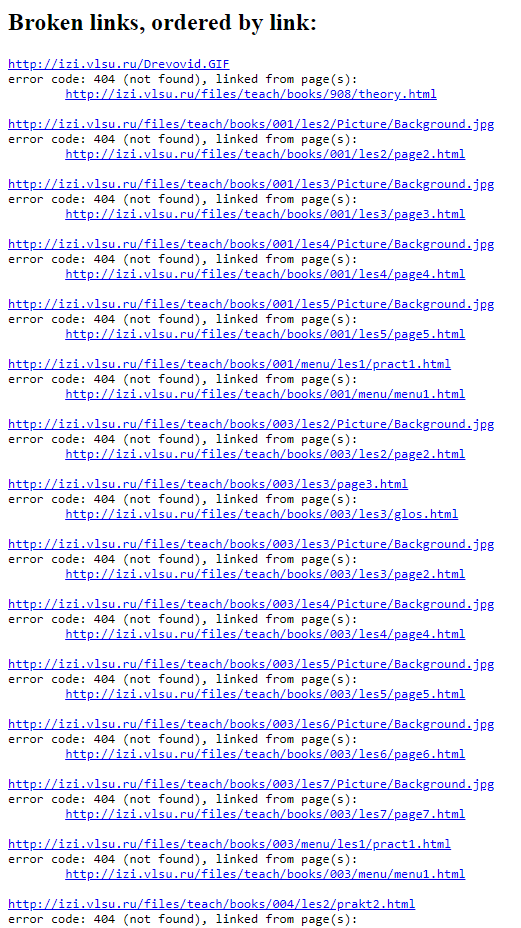 Broken links, ordered by link:
http://izi.vlsu.ru/Drevovid.GIF
error code: 404 (not found), linked from page(s):
http://izi.vlsu.ru/files/teach/books/908/theory.html
http://izi.vlsu.ru/files/teach/books/001/les2/Picture/Background.jpg
error code: 404 (not found), linked from page(s):
http://izi.vlsu.ru/files/teach/books/001/les2/page2.html
http://izi.vlsu.ru/files/teach/books/001/les3/Picture/Background.jpg
error code: 404 (not found), linked from page(s):
http://izi.vlsu.ru/files/teach/books/001/les3/page3.html
http://izi.vlsu.ru/files/teach/books/001/les4/Picture/Background.jpg
error code: 404 (not found), linked from page(s):
http://izi.vlsu.ru/files/teach/books/001/les4/page4.html
http://izi.vlsu.ru/files/teach/books/001/les5/Picture/Background.jpg
error code: 404 (not found), linked from page(s):
http://izi.vlsu.ru/files/teach/books/001/les5/page5.html
http://izi.vlsu.ru/files/teach/books/001/menu/les1/pract1.html
error code: 404 (not found), linked from page(s):
http://izi.vlsu.ru/files/teach/books/001/menu/menu1.html
http://izi.vlsu.ru/files/teach/books/003/les2/Picture/Background.jpg
error code: 404 (not found), linked from page(s):
http://izi.vlsu.ru/files/teach/books/003/les2/page2.html
http://izi.vlsu.ru/files/teach/books/003/les3/page3.html
error code: 404 (not found), linked from page(s):
http://izi.vlsu.ru/files/teach/books/003/les3/glos.html
http://izi.vlsu.ru/files/teach/books/003/les3/Picture/Background.jpg
error code: 404 (not found), linked from page(s):
http://izi.vlsu.ru/files/teach/books/003/les3/page2.html
http://izi.vlsu.ru/files/teach/books/003/les4/Picture/Background.jpg
error code: 404 (not found), linked from page(s):
http://izi.vlsu.ru/files/teach/books/003/les4/page4.html
http://izi.vlsu.ru/files/teach/books/003/les5/Picture/Background.jpg
error code: 404 (not found), linked from page(s):
http://izi.vlsu.ru/files/teach/books/003/les5/page5.html
http://izi.vlsu.ru/files/teach/books/003/les6/Picture/Background.jpg
error code: 404 (not found), linked from page(s):
http://izi.vlsu.ru/files/teach/books/003/les6/page6.html
http://izi.vlsu.ru/files/teach/books/003/les7/Picture/Background.jpg
error code: 404 (not found), linked from page(s):
http://izi.vlsu.ru/files/teach/books/003/les7/page7.html
http://izi.vlsu.ru/files/teach/books/003/menu/les1/pract1.html
error code: 404 (not found), linked from page(s):
http://izi.vlsu.ru/files/teach/books/003/menu/menu1.html
http://izi.vlsu.ru/files/teach/books/004/les2/prakt2.html
error code: 404 (not found), linked from page(s):